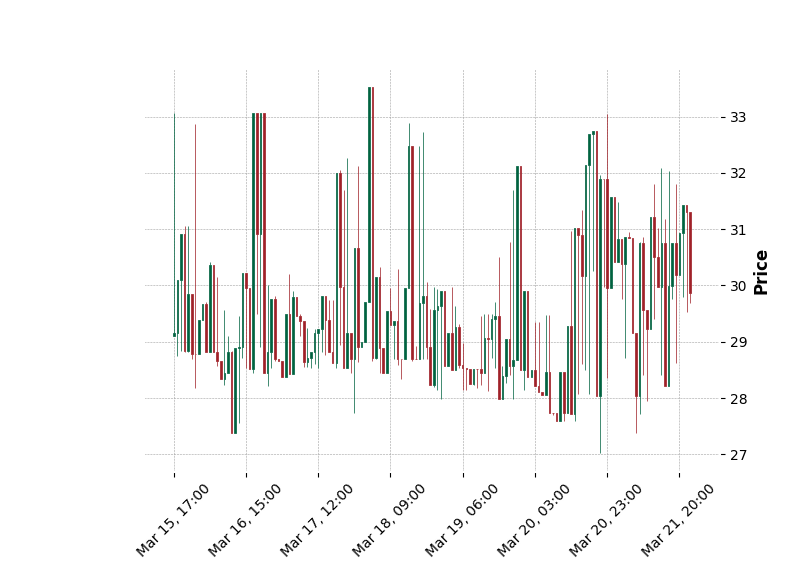 33
32
31
30
29
28
27
Price
Mar 15, 17:00
Mar 16, 15:00
Mar 17, 12:00
Mar 18, 09:00
Mar 19, 06:00
Mar 20, 03:00
Mar 20, 23:00
Mar 21, 20:00